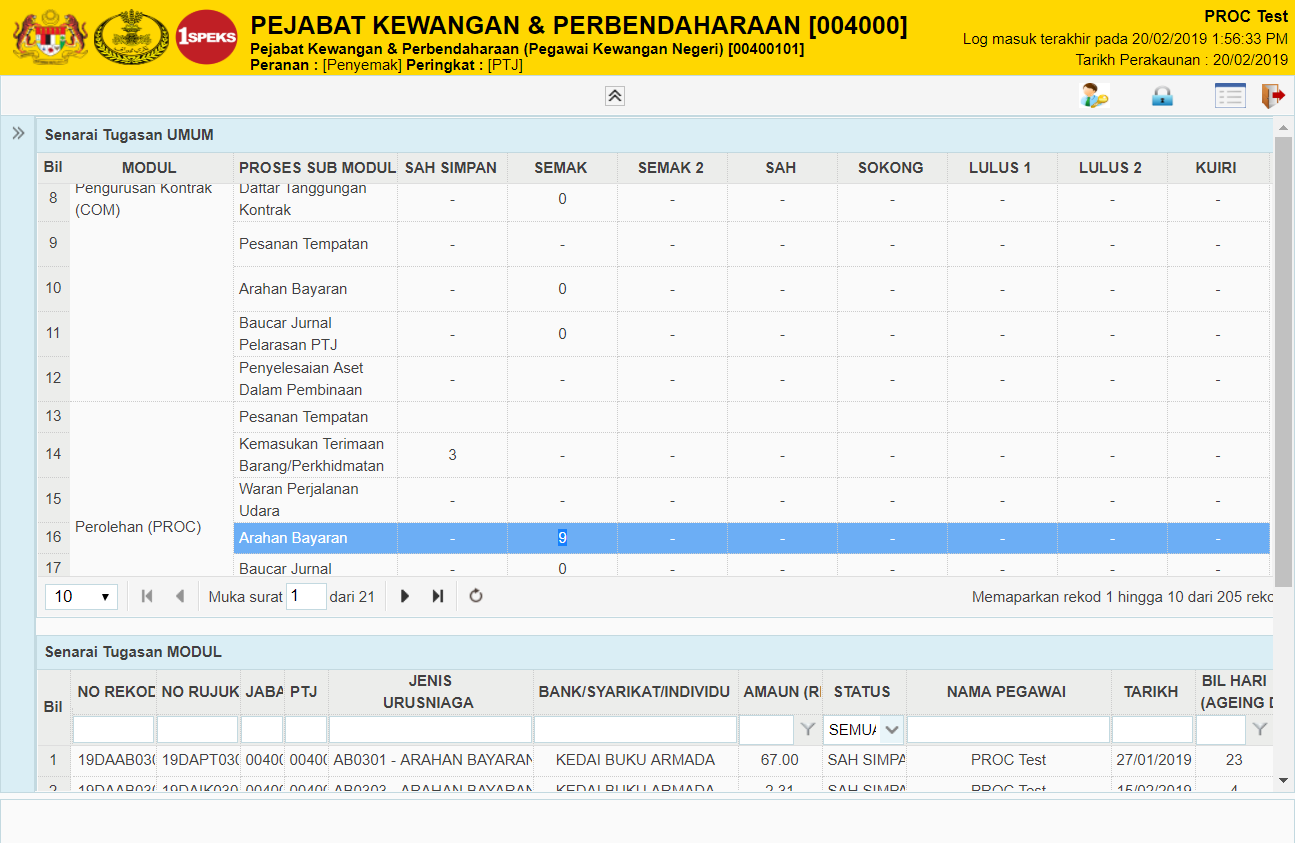 1SPEKS
PEJABAT KEWANGAN & PERBENDAHARAAN [004000]
Pejabat Kewangan & Perbendaharaan (Pegawai Kewangan Negeri) [00400101]
Peranan : [Penyemak] Peringkat : [PTJ]
PROC Test
Log masuk terakhir pada 20/02/2019 1:56:33 PM
Tarikh Perakaunan : 20/02/2019
Senarai Tugasan UMUM
Bil MODUL PROSES SUB MODUL SAH SIMPAN SEMAK SEMAK 2 SAH SOKONG LULUS 1 LULUS 2 KUIRI
8 Pengurusan Kontrak (COM) Daftar Tanggungan Kontrak - 0 - - - - - -
9 Pesanan Tempatan - - - - - - - -
10 Arahan Bayaran - 0 - - - - - -
11 Baucar Jurnal Pelarasan PTJ - 0 - - - - - -
12 Penyelesaian Aset Dalam Pembinaan - - - - - - - -
13 Pesanan Tempatan
14 Kemasukan Terimaan Barang/Perkhidmatan 3 - - - - - - -
15 Waran Perjalanan Udara - - - - - - - -
Perolehan (PROC)
16 Arahan Bayaran - 9 - - - - - -
17 Baucar Jurnal - 0 - - - - - -
10 Muka surat 1 dari 21 Memaparkan rekod 1 hingga 10 dari 205 reko
Senarai Tugasan MODUL
Bil NO REKOD NO RUJUK JABA PTJ JENIS URUSNIAGA BANK/SYARIKAT/INDIVIDU AMAUN (R STATUS NAMA PEGAWAI TARIKH BIL HARI (AGEING D
SEMUA
1 19DAAB030 19DAPT030 00400 00400 AB0301 - ARAHAN BAYARAN KEDAI BUKU ARMADA 67.00 SAH SIMPA PROC Test 27/01/2019 23
2 19DAAB030 19DAIK030 00400 00400 AB0303 - ARAHAN BAYARAN KEDAI BUKU ARMADA 2.31 SAH SIMPA PROC Test 15/02/2019 4